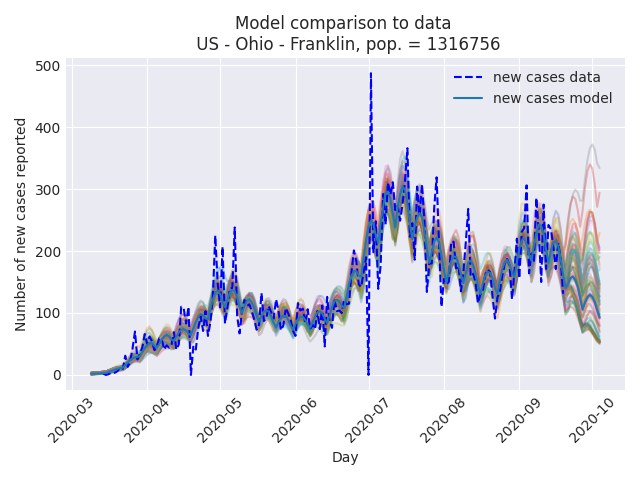 Model comparison to data
US - Ohio - Franklin, pop. = 1316756
new cases data
new cases model
Number of new cases reported
500
400
300
200
100
0
2020-03
2020-04
2020-05
2020-06
2020-07
2020-08
2020-09
2020-10
Day